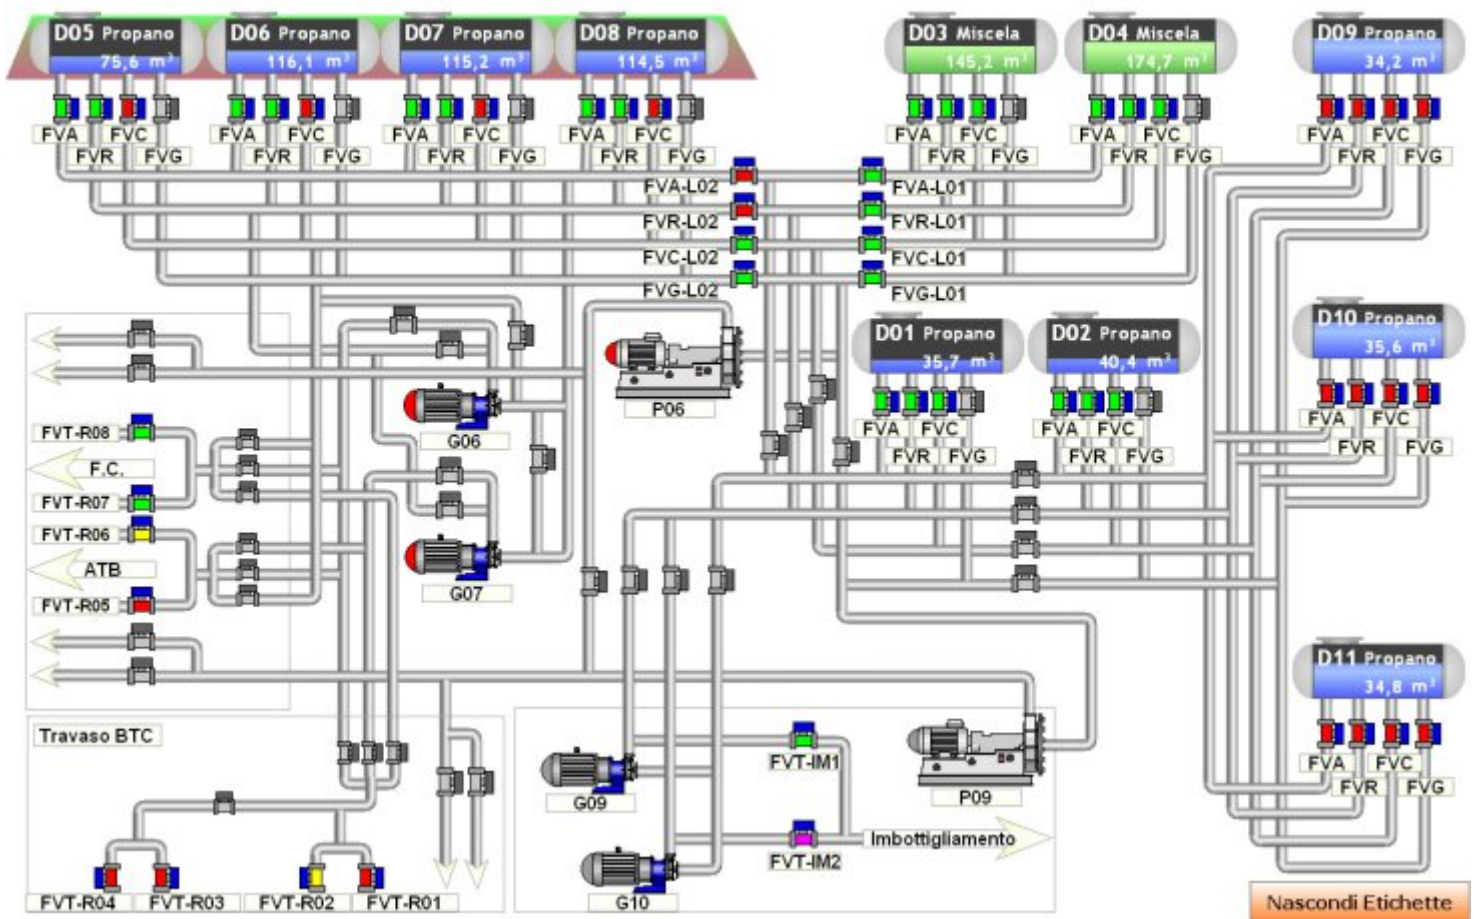 D05 Propano
75,6 m³
D06 Propano
116,1 m³
D07 Propano
115,2 m³
D08 Propano
114,5 m³
D03 Miscela
145,2 m³
D04 Miscela
174,7 m³
D09 Propano
34,2 m³
FVA FVC
FVR FVG
FVA FVC
FVR FVG
FVA FVC
FVR FVG
FVA FVC
FVR FVG
FVA FVC
FVR FVG
FVA FVC
FVR FVG
FVA FVC
FVR FVG
FVA-L02 FVA-L01
FVR-L02 FVR-L01
FVC-L02 FVC-L01
FVG-L02 FVG-L01
D01 Propano
35,7 m³
D02 Propano
40,4 m³
D10 Propano
35,6 m³
P06
G06
FVA FVC
FVR FVG
FVA FVC
FVR FVG
FVA FVC
FVR FVG
FVT-R08
F.C.
FVT-R07
FVT-R06
ATB
FVT-R05
G07
D11 Propano
34,8 m³
FVA FVC
FVR FVG
Travaso BTC
FVT-IM1
G09
P09
FVT-IM2
Imbottigliamento
G10
FVT-R04 FVT-R03 FVT-R02 FVT-R01
Nascondi Etichette